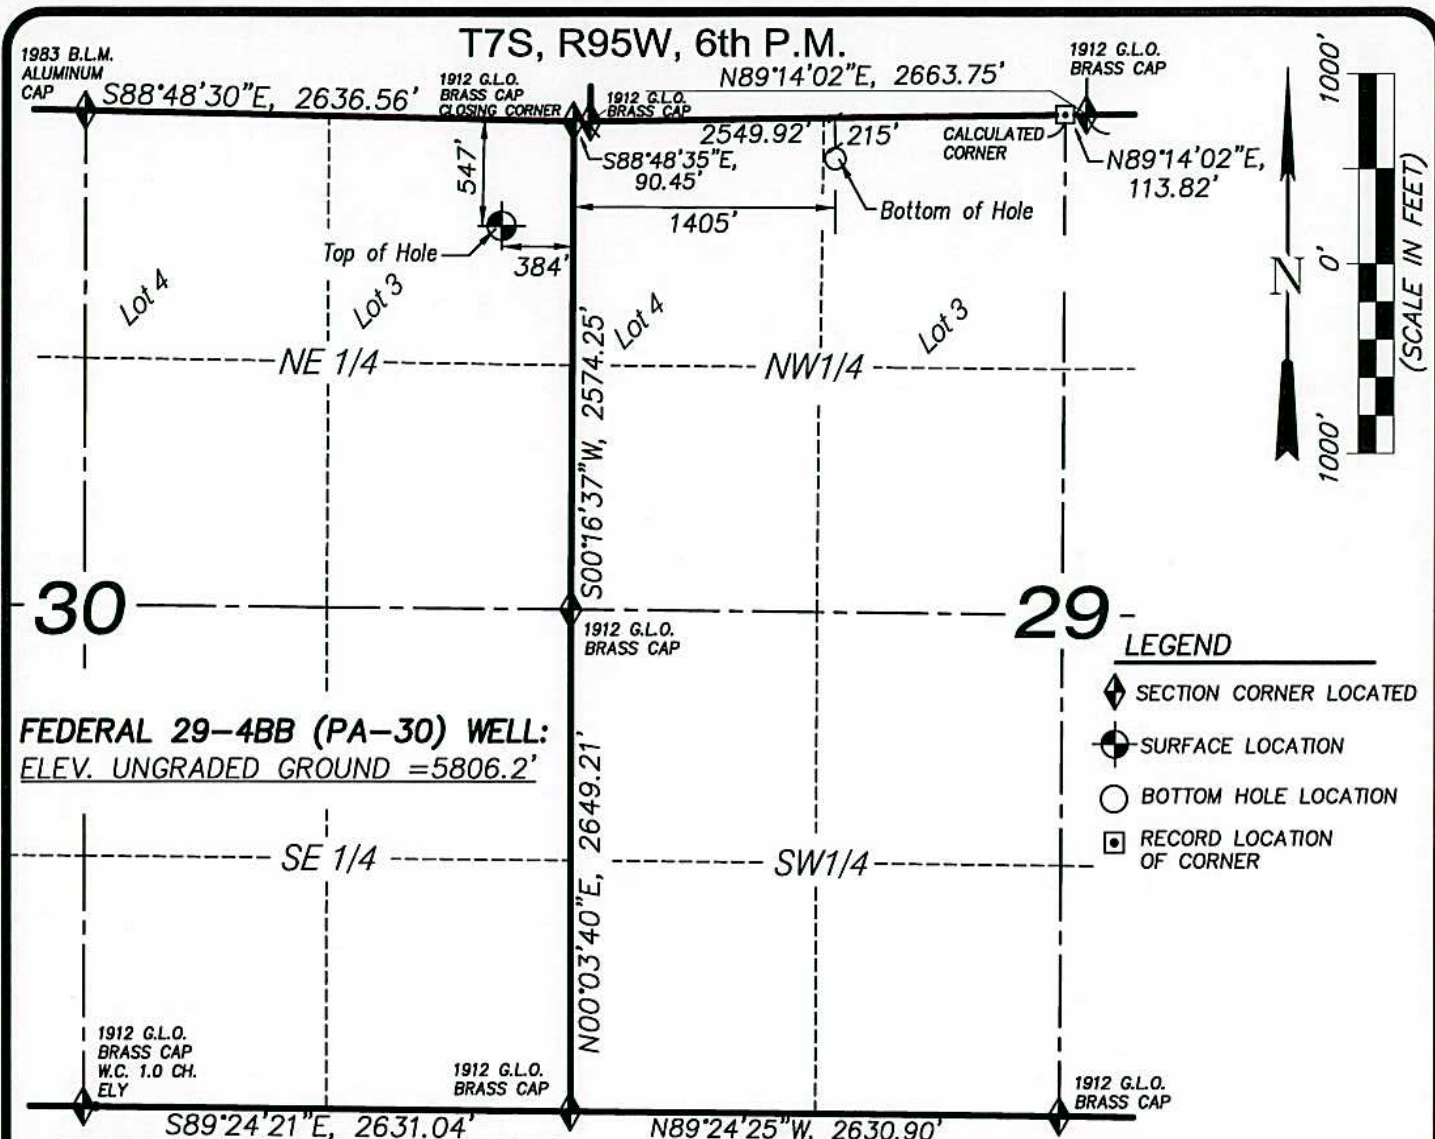 T7S, R95W, 6th P.M.
1983 B.L.M.
ALUMINUM
CAP
S88°48'30"E, 2636.56'
1912 G.L.O.
BRASS CAP
CLOSING CORNER
1912 G.L.O.
BRASS CAP
N89°14'02"E, 2663.75'
1912 G.L.O.
BRASS CAP
2549.92'
215'
CALCULATED
CORNER
S88°48'35"E,
90.45'
N89°14'02"E,
113.82'
547'
Top of Hole
384'
1405'
Bottom of Hole
1000'
0'
1000'
(SCALE IN FEET)
N
Lot 4
Lot 3
Lot 4
Lot 3
NE 1/4
NW1/4
S00°16'37"W, 2574.25'
30
29
1912 G.L.O.
BRASS CAP
LEGEND
SECTION CORNER LOCATED
SURFACE LOCATION
BOTTOM HOLE LOCATION
RECORD LOCATION
OF CORNER
FEDERAL 29-4BB (PA-30) WELL:
ELEV. UNGRADED GROUND =5806.2'
N00°03'40"E, 2649.21'
SE 1/4
SW1/4
1912 G.L.O.
BRASS CAP
W.C. 1.0 CH.
ELY
1912 G.L.O.
BRASS CAP
1912 G.L.O.
BRASS CAP
S89°24'21"E, 2631.04'
N89°24'25"W, 2630.90'